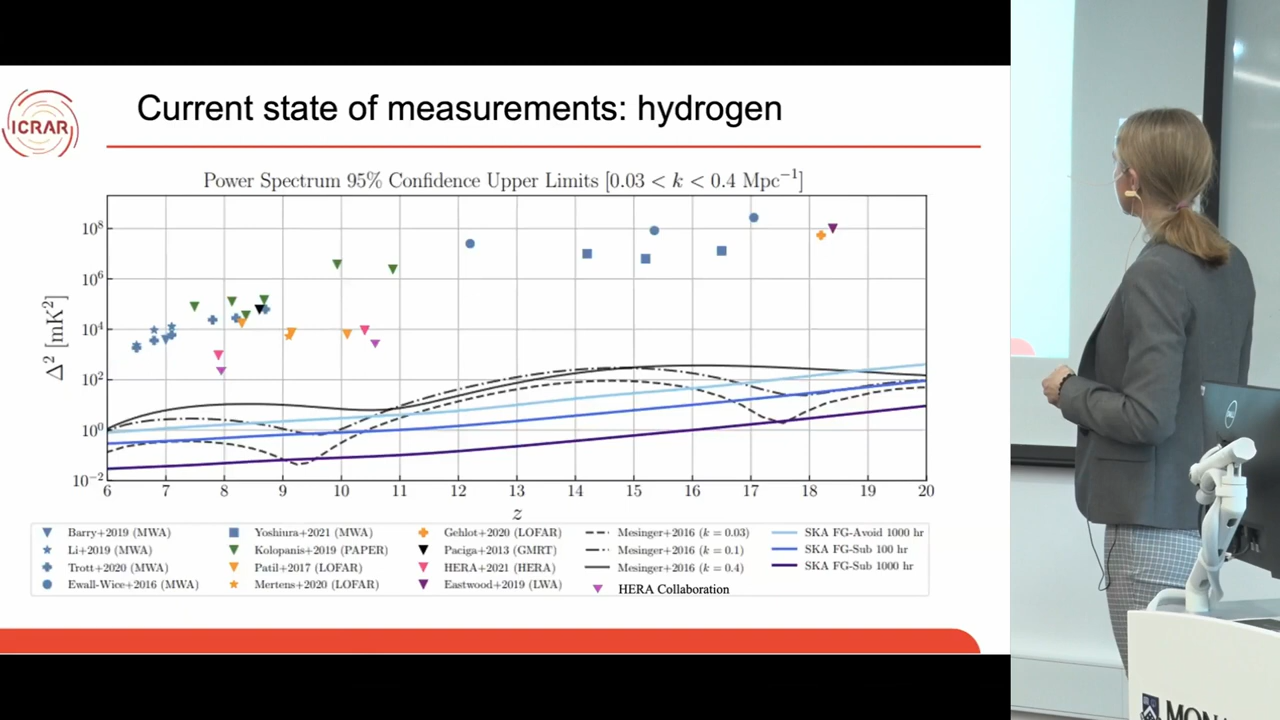 ICRAR
Current state of measurements: hydrogen
Power Spectrum 95% Confidence Upper Limits [0.03 < k < 0.4 Mpc⁻¹]
10⁸
10⁶
10⁴
10²
10⁰
10⁻²
Δ² [mK²]
6 7 8 9 10 11 12 13 14 15 16 17 18 19 20
z
Barry+2019 (MWA) Yoshiura+2021 (MWA) Gehlot+2020 (LOFAR) Mesinger+2016 (k = 0.03) SKA FG-Avoid 1000 hr
Li+2019 (MWA) Kolopanis+2019 (PAPER) Paciga+2013 (GMRT) Mesinger+2016 (k = 0.1) SKA FG-Sub 100 hr
Trott+2020 (MWA) Patil+2017 (LOFAR) HERA+2021 (HERA) Mesinger+2016 (k = 0.4) SKA FG-Sub 1000 hr
Ewall-Wice+2016 (MWA) Mertens+2020 (LOFAR) Eastwood+2019 (LWA) HERA Collaboration
DELL
MON